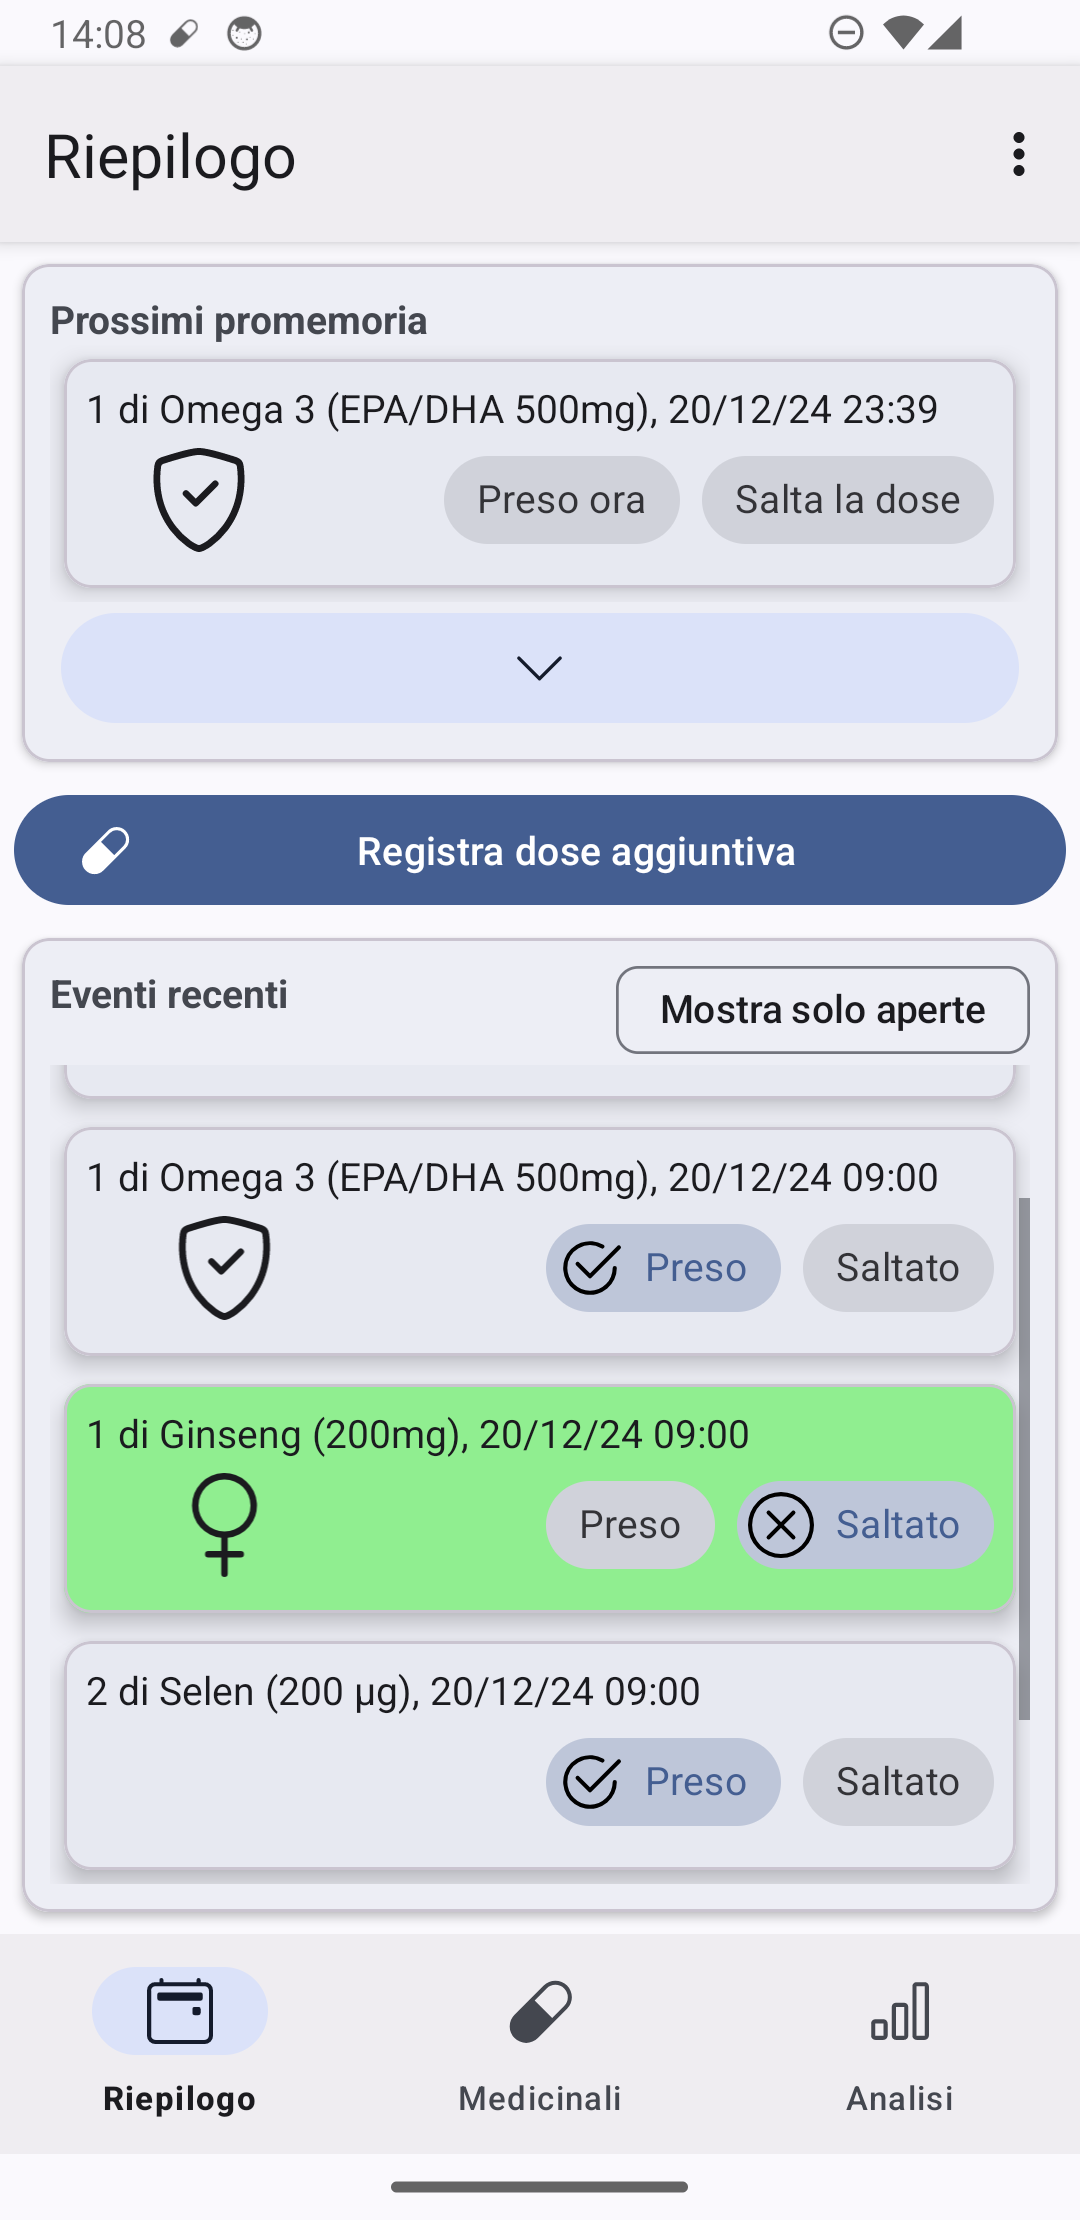 14:08
Riepilogo
Prossimi promemoria
1 di Omega 3 (EPA/DHA 500mg), 20/12/24 23:39
Preso ora
Salta la dose
Registra dose aggiuntiva
Eventi recenti
Mostra solo aperte
1 di Omega 3 (EPA/DHA 500mg), 20/12/24 09:00
Preso
Saltato
1 di Ginseng (200mg), 20/12/24 09:00
Preso
Saltato
2 di Selen (200 µg), 20/12/24 09:00
Preso
Saltato
Riepilogo
Medicinali
Analisi